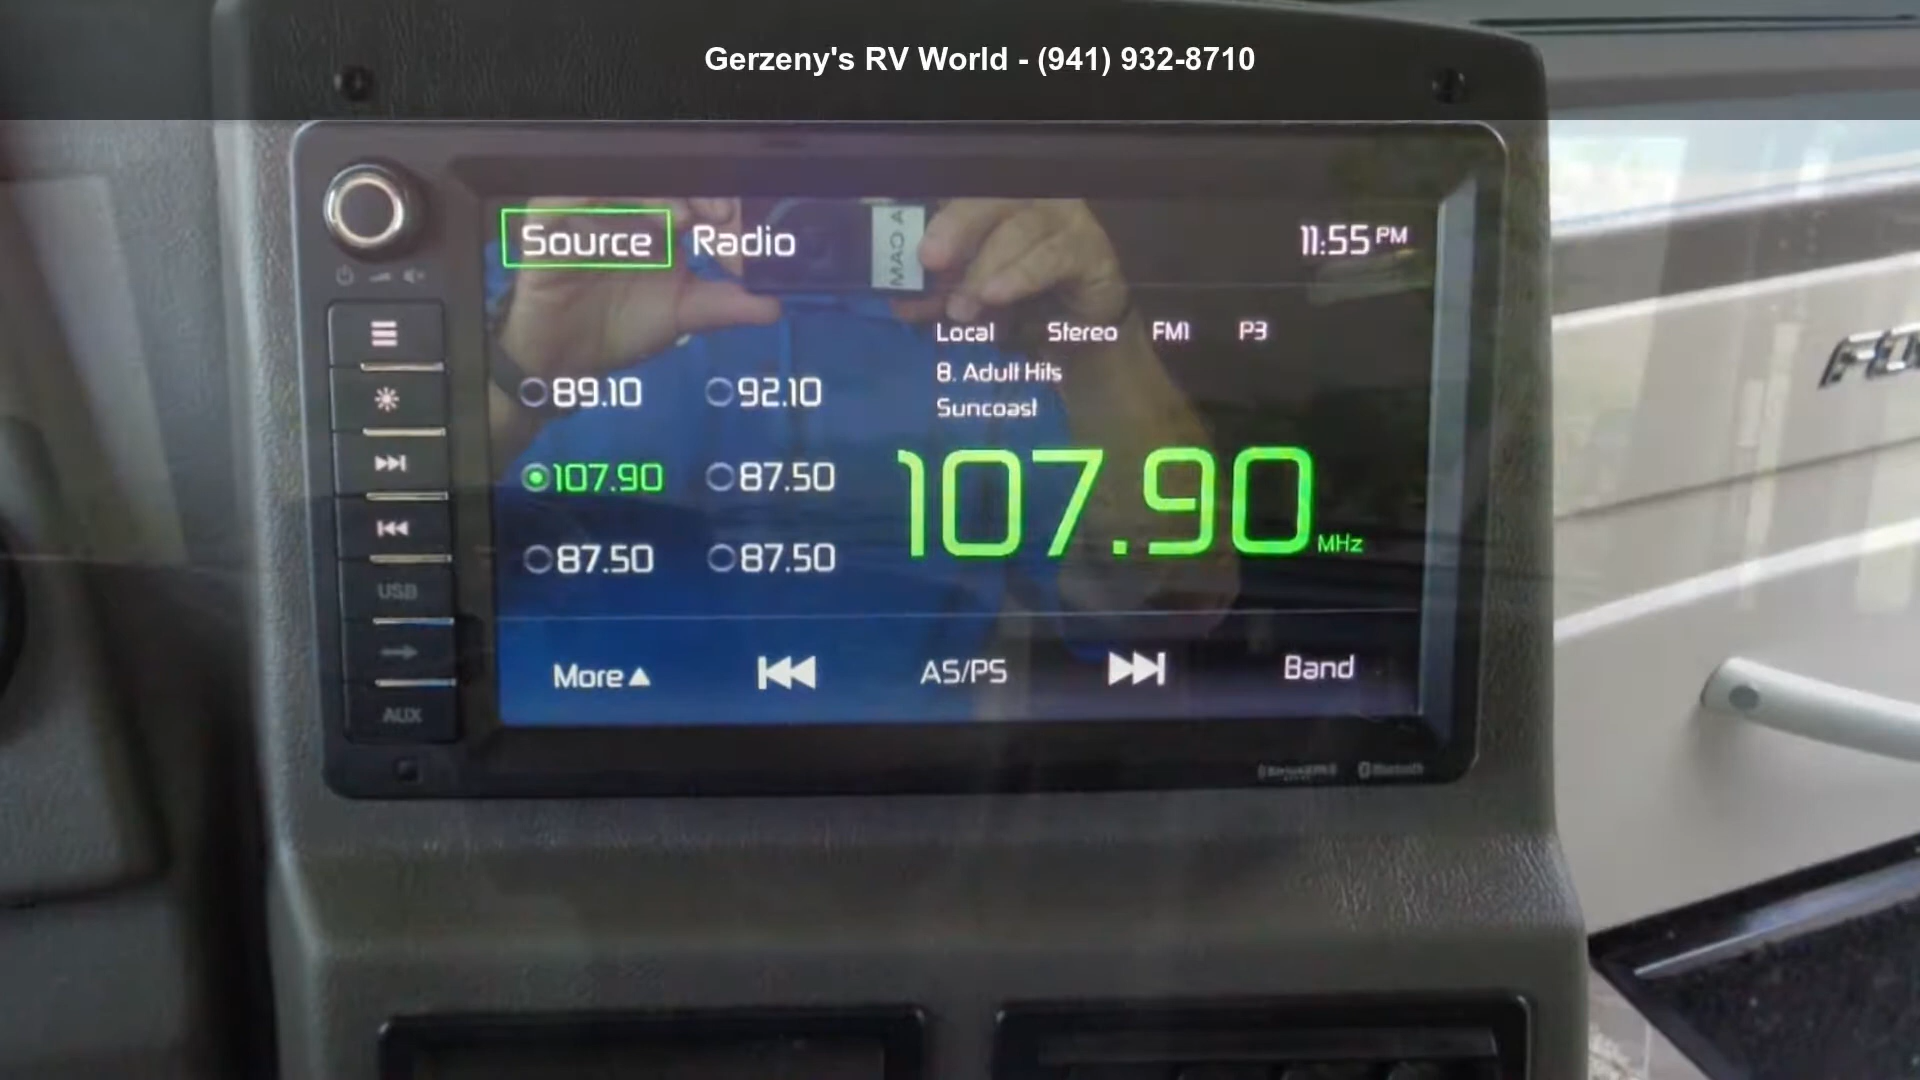 Gerzeny's RV World - (941) 932-8710
Source Radio 11:55 PM
Local Stereo FM1 P3
8. Adult Hits
Suncoast
89.10 92.10
107.90 87.50
87.50 87.50
107.90 MHz
More AS/PS Band
USB
AUX
SiriusXM Bluetooth